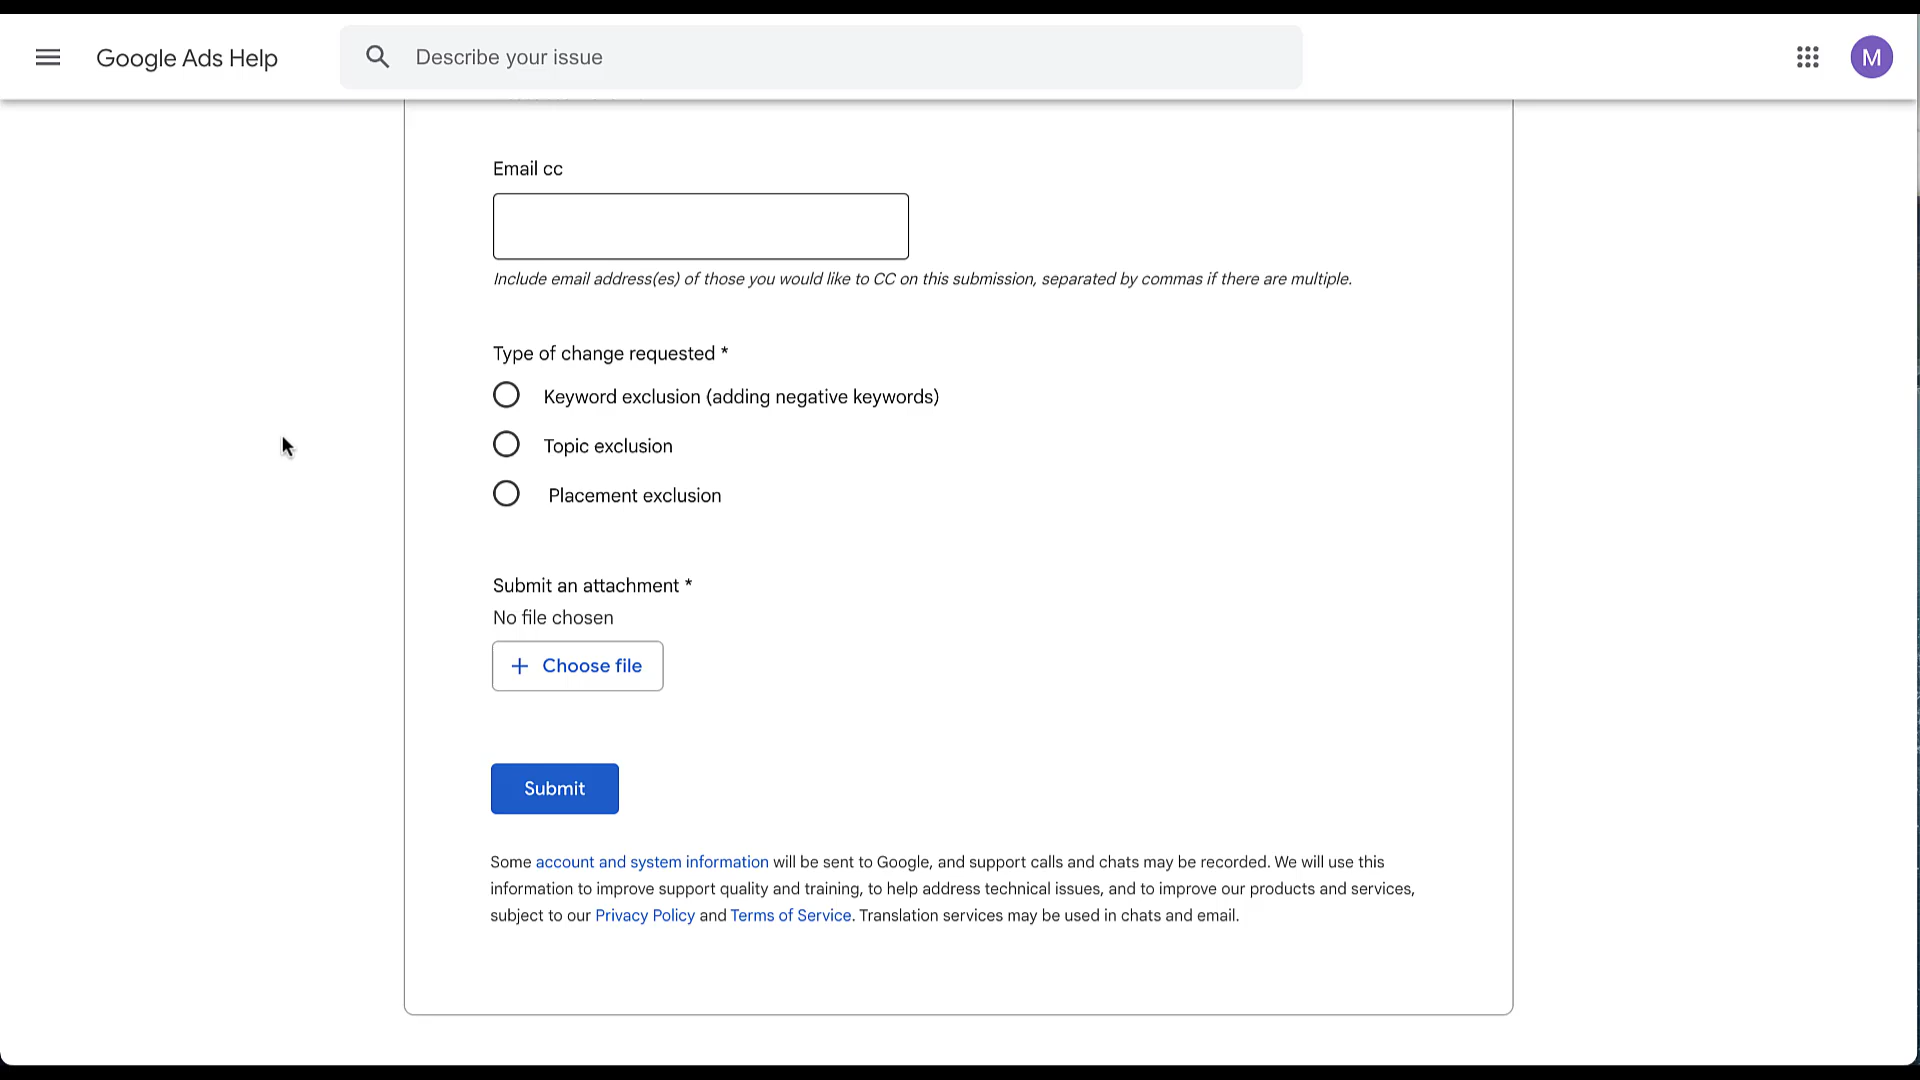 Google Ads Help
Describe your issue
M
Email cc
Include email address(es) of those you would like to CC on this submission, separated by commas if there are multiple.
Type of change requested *
Keyword exclusion (adding negative keywords)
Topic exclusion
Placement exclusion
Submit an attachment *
No file chosen
+ Choose file
Submit
Some account and system information will be sent to Google, and support calls and chats may be recorded. We will use this
information to improve support quality and training, to help address technical issues, and to improve our products and services,
subject to our Privacy Policy and Terms of Service. Translation services may be used in chats and email.